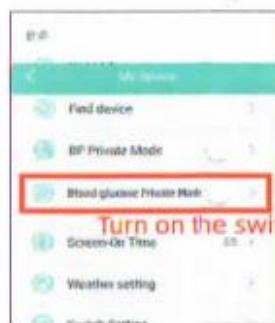 My device
Find device
BP Private Mode
Blood glucose Private Mode
Turn on the swi
Screen-On Time
Weather setting